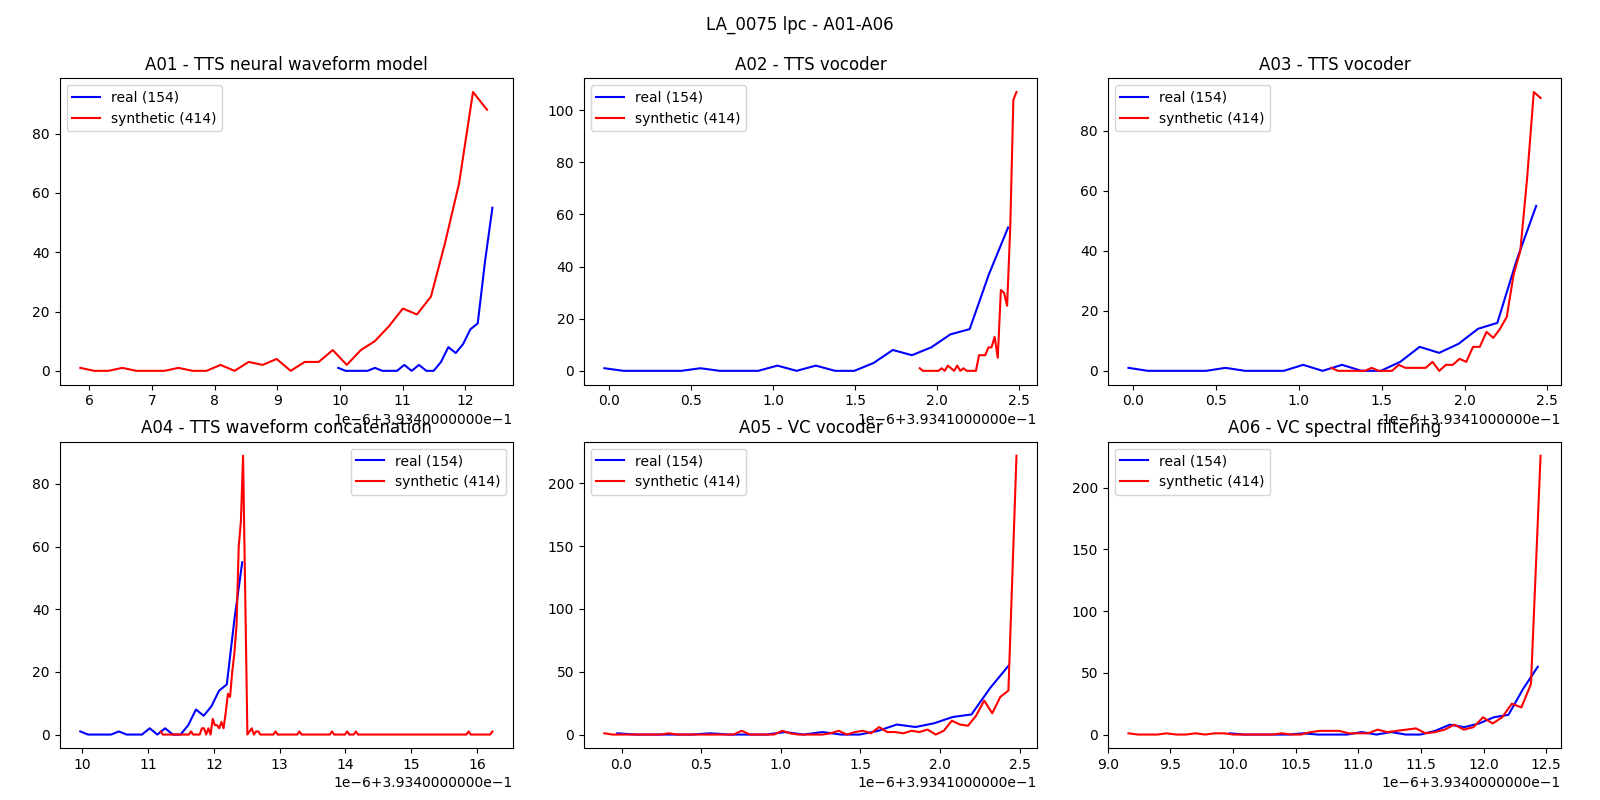 LA_0075 lpc - A01-A06
A01 - TTS neural waveform model
real (154)
synthetic (414)
80
60
40
20
0
6 7 8 9 10 11 12
1e−6+3.9340000000e−1
A02 - TTS vocoder
real (154)
synthetic (414)
100
80
60
40
20
0
0.0 0.5 1.0 1.5 2.0 2.5
1e−6+3.9341000000e−1
A03 - TTS vocoder
real (154)
synthetic (414)
80
60
40
20
0
0.0 0.5 1.0 1.5 2.0 2.5
1e−6+3.9341000000e−1
A04 - TTS waveform concatenation
real (154)
synthetic (414)
80
60
40
20
0
10 11 12 13 14 15 16
1e−6+3.9340000000e−1
A05 - VC vocoder
real (154)
synthetic (414)
200
150
100
50
0
0.0 0.5 1.0 1.5 2.0 2.5
1e−6+3.9341000000e−1
A06 - VC spectral filtering
real (154)
synthetic (414)
200
150
100
50
0
9.0 9.5 10.0 10.5 11.0 11.5 12.0 12.5
1e−6+3.9340000000e−1